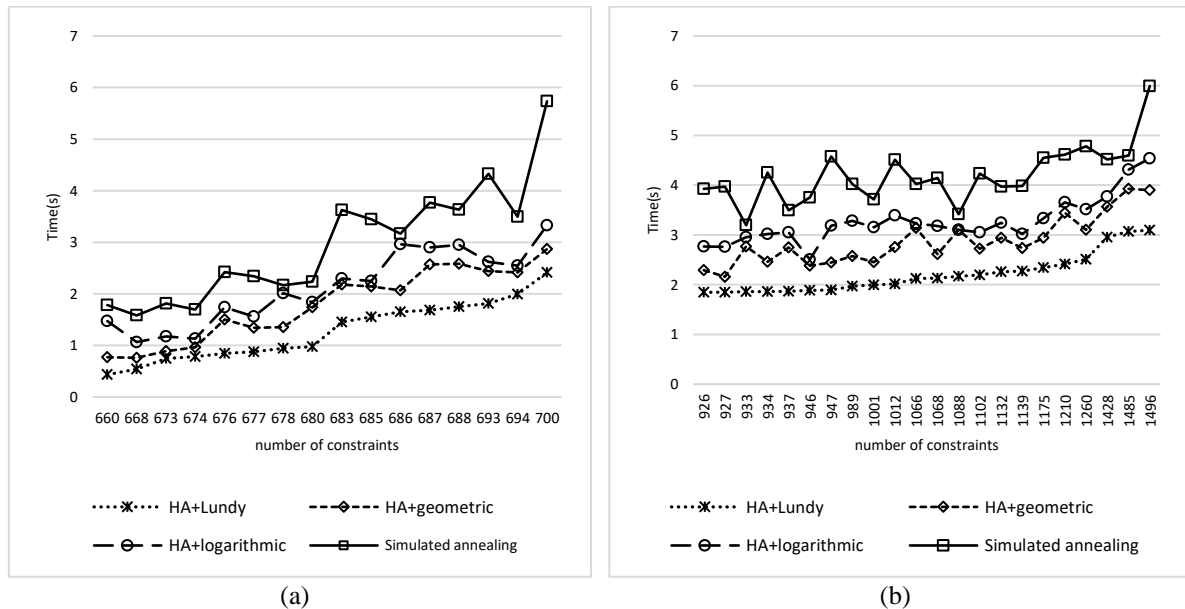 7
6
5
4
3
2
1
0
Time(s)
660 668 673 674 676 677 678 680 683 685 686 687 688 693 694 700
number of constraints
HA+Lundy HA+geometric
HA+logarithmic Simulated annealing
(a)
7
6
5
4
3
2
1
0
Time(s)
926 927 933 934 937 946 947 989 1001 1012 1066 1068 1088 1102 1132 1139 1175 1210 1260 1428 1485 1496
number of constraints
HA+Lundy HA+geometric
HA+logarithmic Simulated annealing
(b)